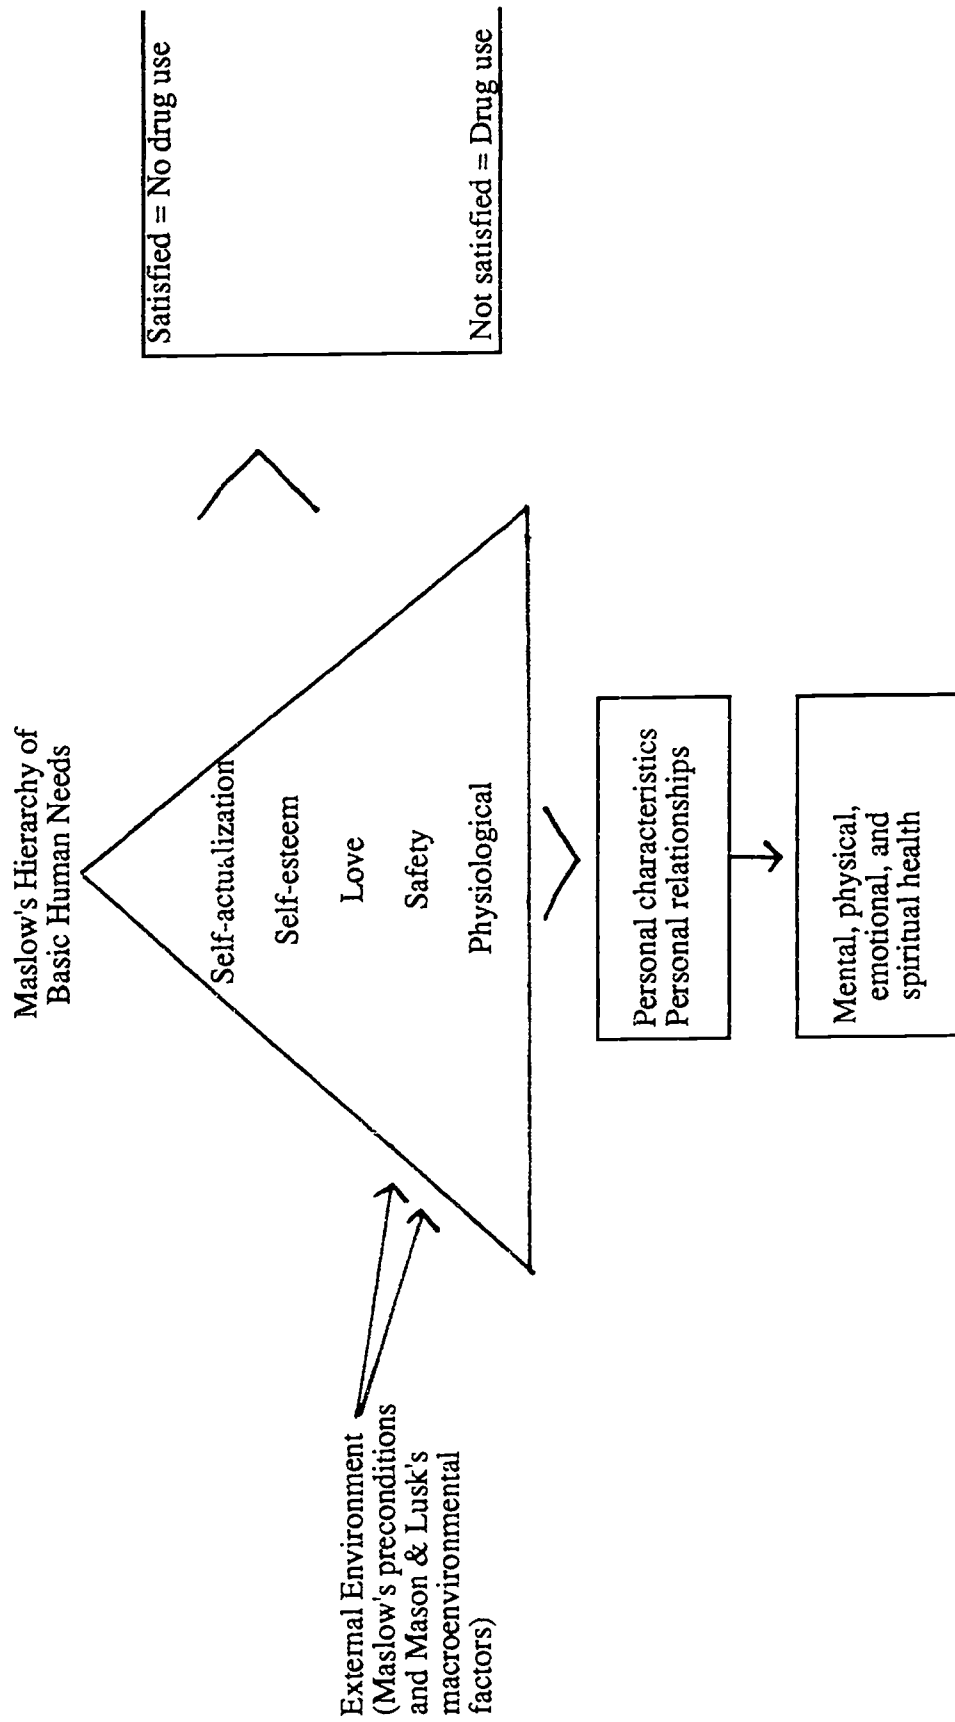 Maslow's Hierarchy of
Basic Human Needs
External Environment
(Maslow's preconditions
and Mason & Lusk's
macroenvironmental
factors)
Self-actualization
Self-esteem
Love
Safety
Physiological
Satisfied = No drug use
Not satisfied = Drug use
Personal characteristics
Personal relationships
Mental, physical,
emotional, and
spiritual health